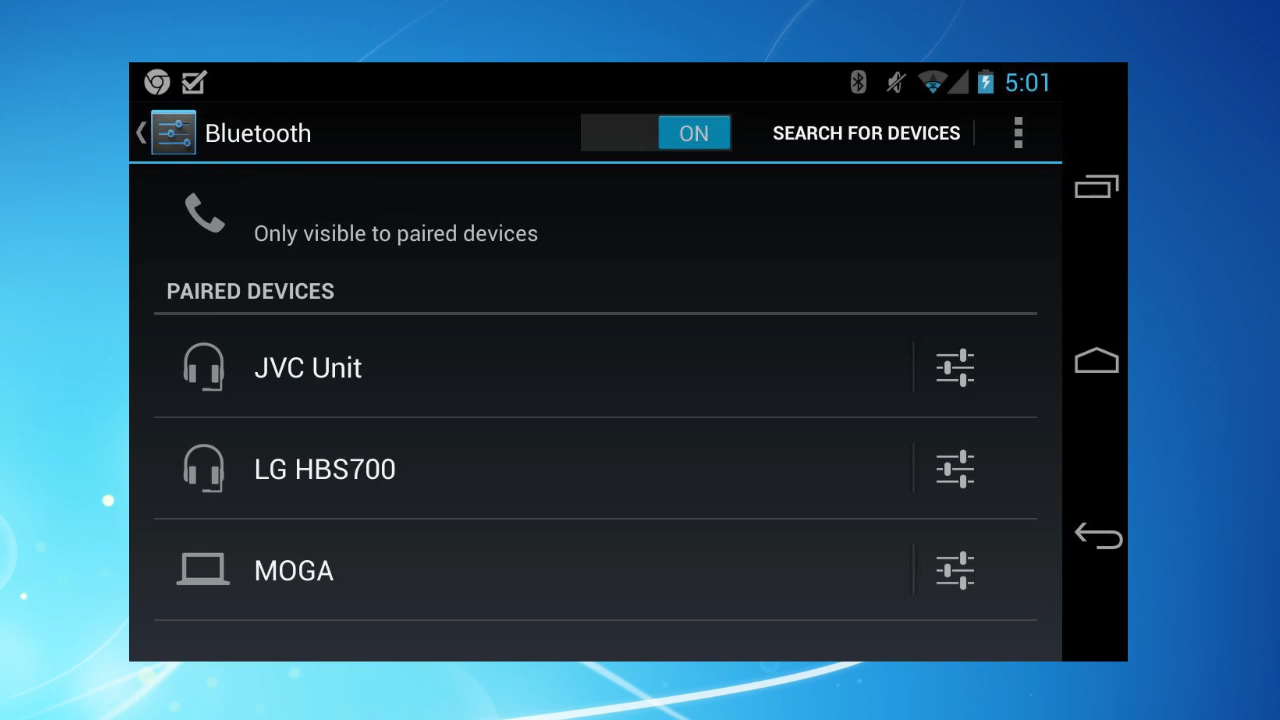 5:01
Bluetooth ON SEARCH FOR DEVICES
Only visible to paired devices
PAIRED DEVICES
JVC Unit
LG HBS700
MOGA